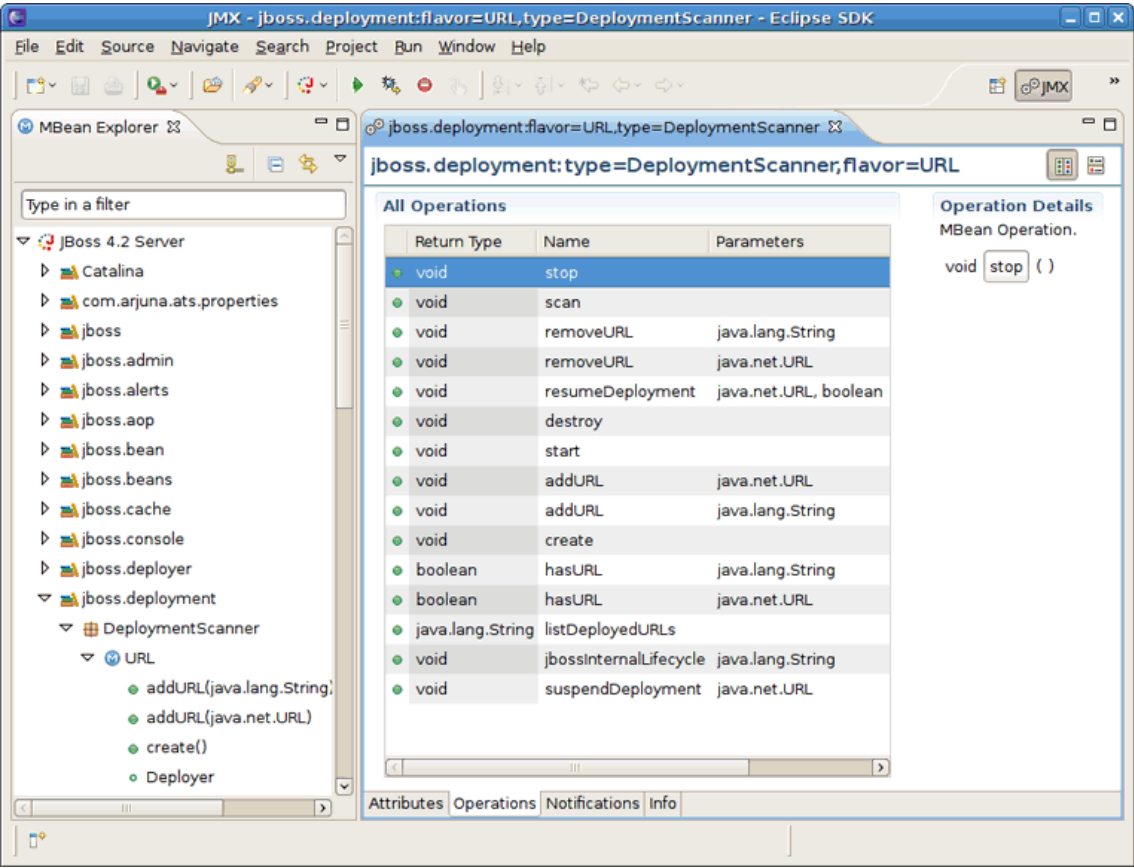 JMX - jboss.deployment:flavor=URL,type=DeploymentScanner - Eclipse SDK
File Edit Source Navigate Search Project Run Window Help
JMX
MBean Explorer
Type in a filter
JBoss 4.2 Server
Catalina
com.arjuna.ats.properties
jboss
jboss.admin
jboss.alerts
jboss.aop
jboss.bean
jboss.beans
jboss.cache
jboss.console
jboss.deployer
jboss.deployment
DeploymentScanner
URL
addURL(java.lang.String)
addURL(java.net.URL)
create()
Deployer
jboss.deployment:flavor=URL,type=DeploymentScanner
jboss.deployment:type=DeploymentScanner,flavor=URL
All Operations
Return Type Name Parameters
void stop
void scan
void removeURL java.lang.String
void removeURL java.net.URL
void resumeDeployment java.net.URL, boolean
void destroy
void start
void addURL java.net.URL
void addURL java.lang.String
void create
boolean hasURL java.lang.String
boolean hasURL java.net.URL
java.lang.String listDeployedURLs
void jbossInternalLifecycle java.lang.String
void suspendDeployment java.net.URL
Operation Details
MBean Operation.
void stop ( )
Attributes Operations Notifications Info